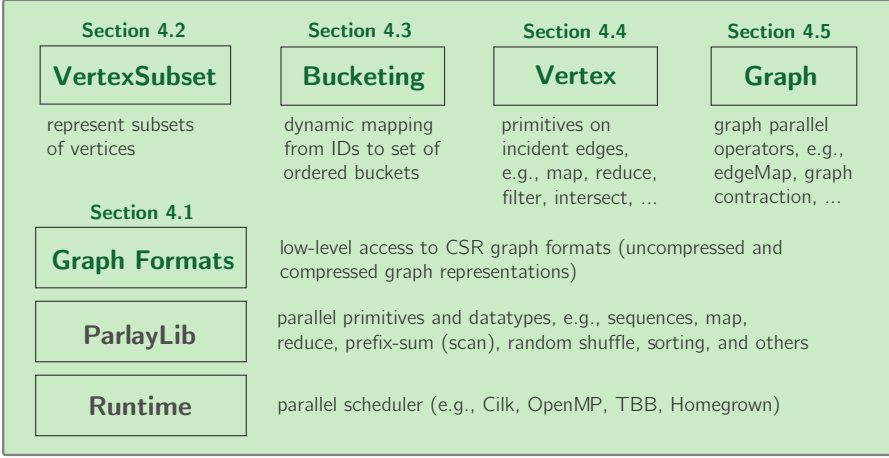 Section 4.2
VertexSubset
represent subsets
of vertices
Section 4.3
Bucketing
dynamic mapping
from IDs to set of
ordered buckets
Section 4.4
Vertex
primitives on
incident edges,
e.g., map, reduce,
filter, intersect, ...
Section 4.5
Graph
graph parallel
operators, e.g.,
edgeMap, graph
contraction, ...
Section 4.1
Graph Formats
low-level access to CSR graph formats (uncompressed and
compressed graph representations)
ParlayLib
parallel primitives and datatypes, e.g., sequences, map,
reduce, prefix-sum (scan), random shuffle, sorting, and others
Runtime
parallel scheduler (e.g., Cilk, OpenMP, TBB, Homegrown)